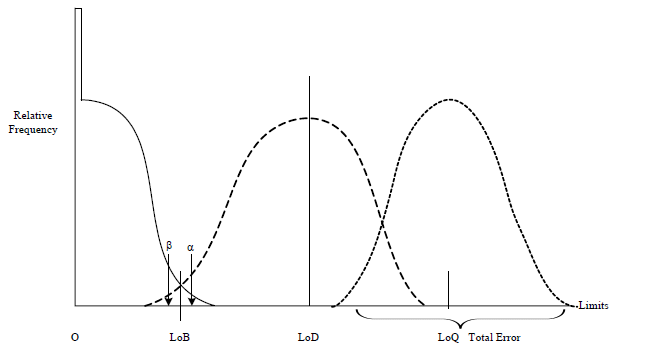 Relative
Frequency
β α
Limits
O LoB LoD LoQ Total Error